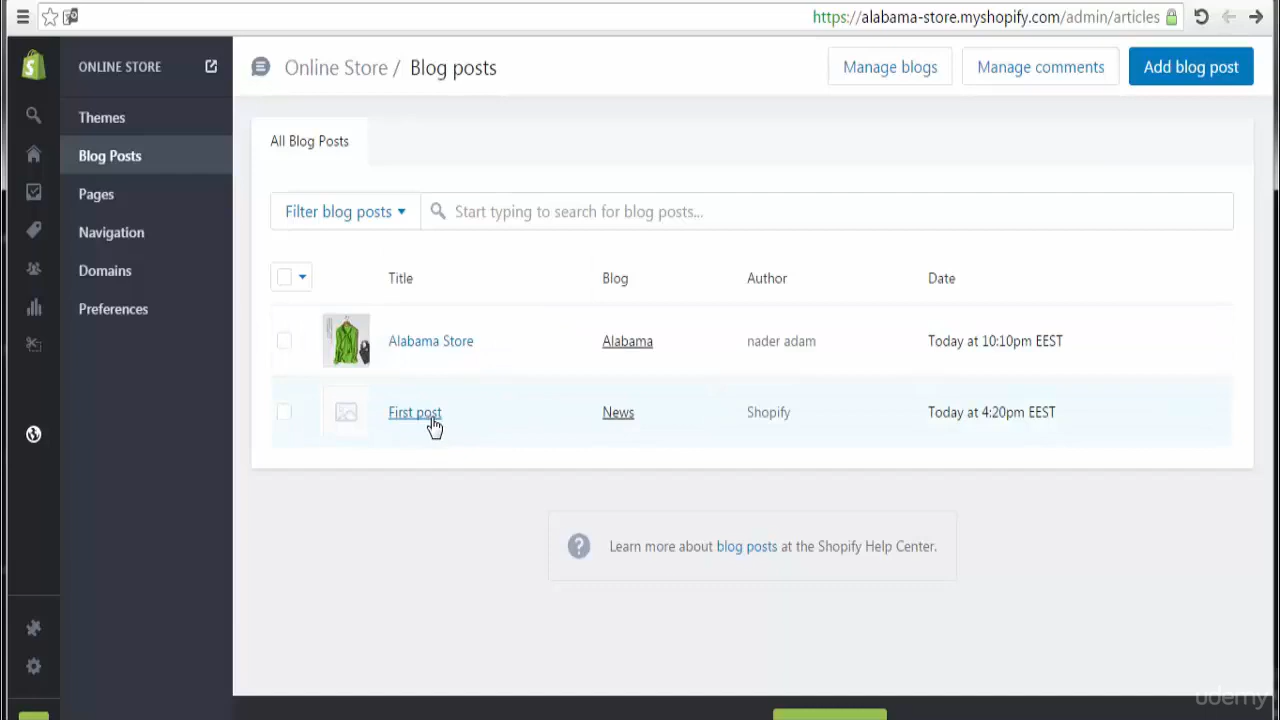 https://alabama-store.myshopify.com/admin/articles
ONLINE STORE
Themes
Blog Posts
Pages
Navigation
Domains
Preferences
Online Store / Blog posts
Manage blogs
Manage comments
Add blog post
All Blog Posts
Filter blog posts
Start typing to search for blog posts...
Title Blog Author Date
Alabama Store Alabama nader adam Today at 10:10pm EEST
First post News Shopify Today at 4:20pm EEST
Learn more about blog posts at the Shopify Help Center.
udemy